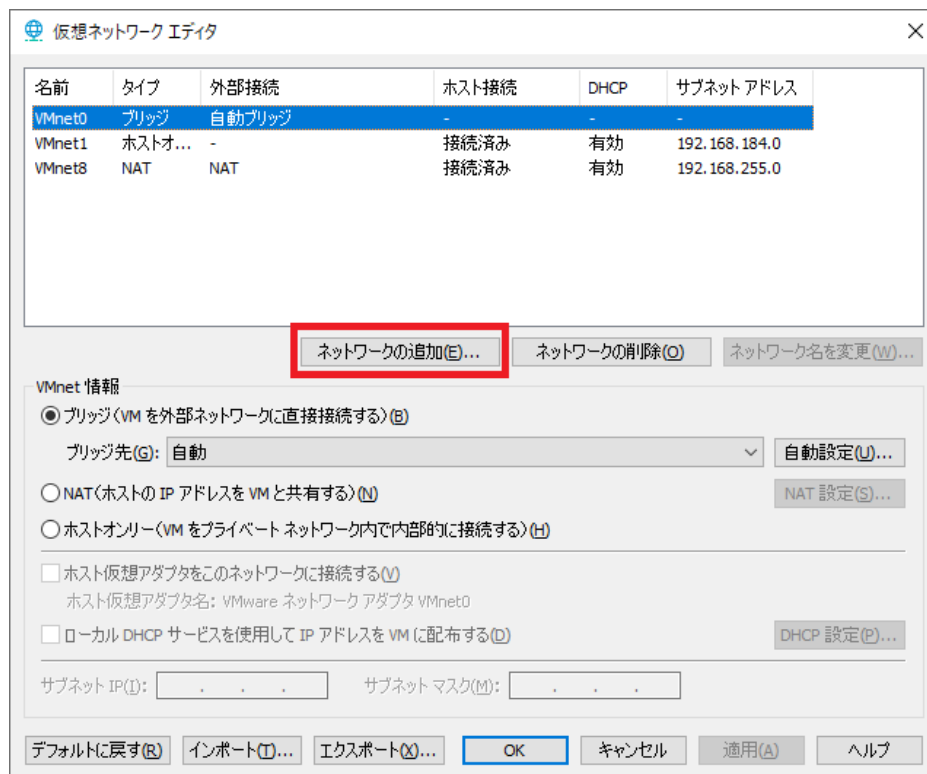 仮想ネットワーク エディタ
名前 タイプ 外部接続 ホスト接続 DHCP サブネット アドレス
VMnet0 ブリッジ 自動ブリッジ - - -
VMnet1 ホストオ... - 接続済み 有効 192.168.184.0
VMnet8 NAT NAT 接続済み 有効 192.168.255.0
ネットワークの追加(E)... ネットワークの削除(O) ネットワーク名を変更(W)...
VMnet 情報
ブリッジ(VM を外部ネットワークに直接接続する)(B)
ブリッジ先(G): 自動 自動設定(U)...
NAT(ホストの IP アドレスを VM と共有する)(N) NAT 設定(S)...
ホストオンリー(VM をプライベート ネットワーク内で内部的に接続する)(H)
ホスト仮想アダプタをこのネットワークに接続する(V)
ホスト仮想アダプタ名: VMware ネットワーク アダプタ VMnet0
ローカル DHCP サービスを使用して IP アドレスを VM に配布する(D) DHCP 設定(P)...
サブネット IP(I): . . . サブネット マスク(M): . . .
デフォルトに戻す(R) インポート(T)... エクスポート(X)... OK キャンセル 適用(A) ヘルプ